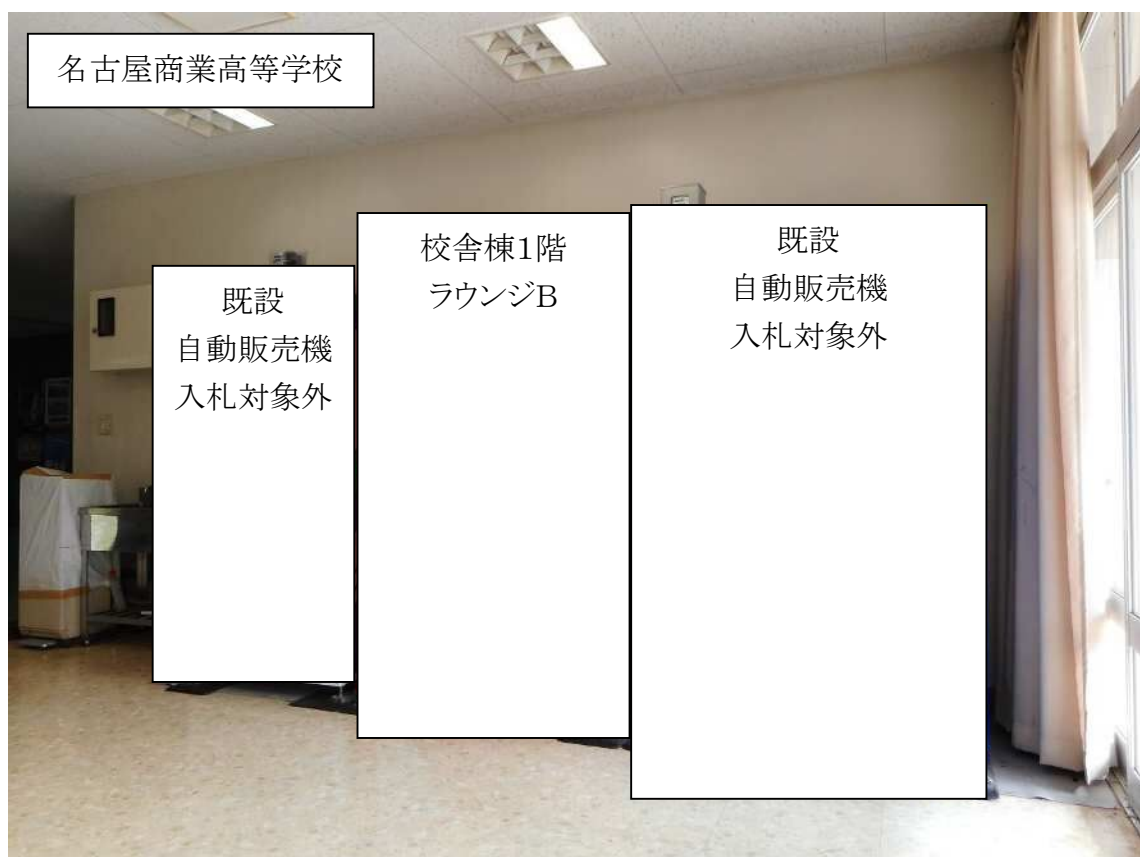 名古屋商業高等学校
既設
自動販売機
入札対象外
校舎棟1階
ラウンジB
既設
自動販売機
入札対象外